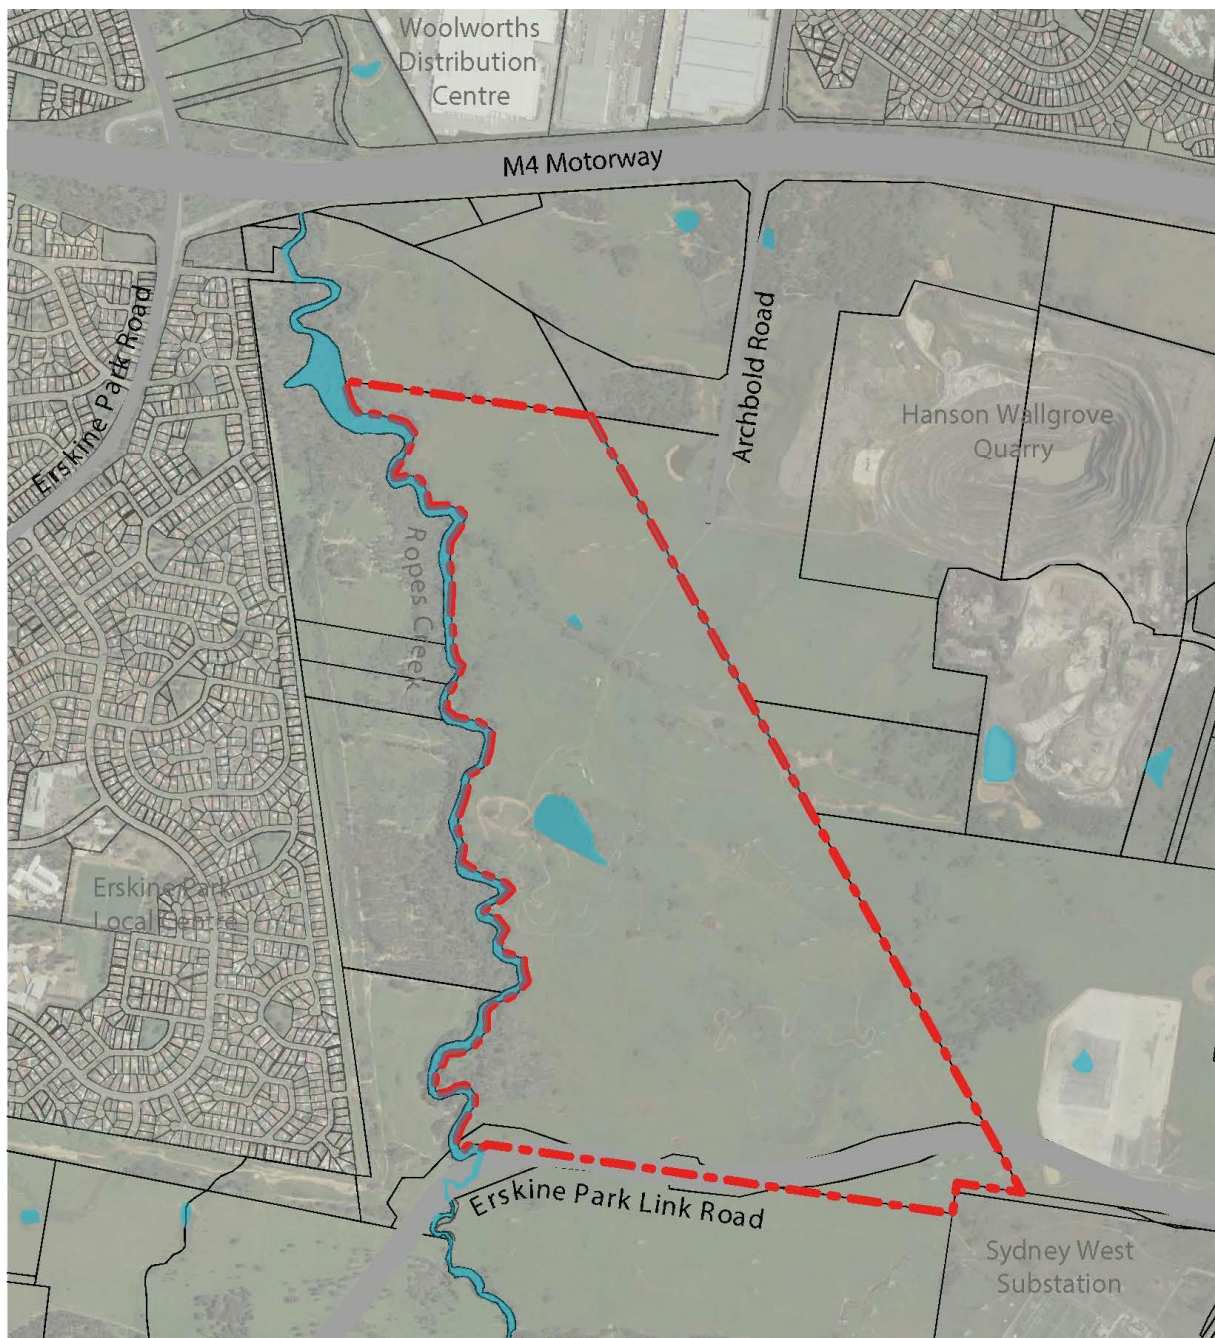 Woolworths
Distribution
Centre
M4 Motorway
Erskine Park Road
Archbold Road
Hanson Wallgrove
Quarry
Ropes Creek
Erskine Park
Local Centre
Erskine Park Link Road
Sydney West
Substation